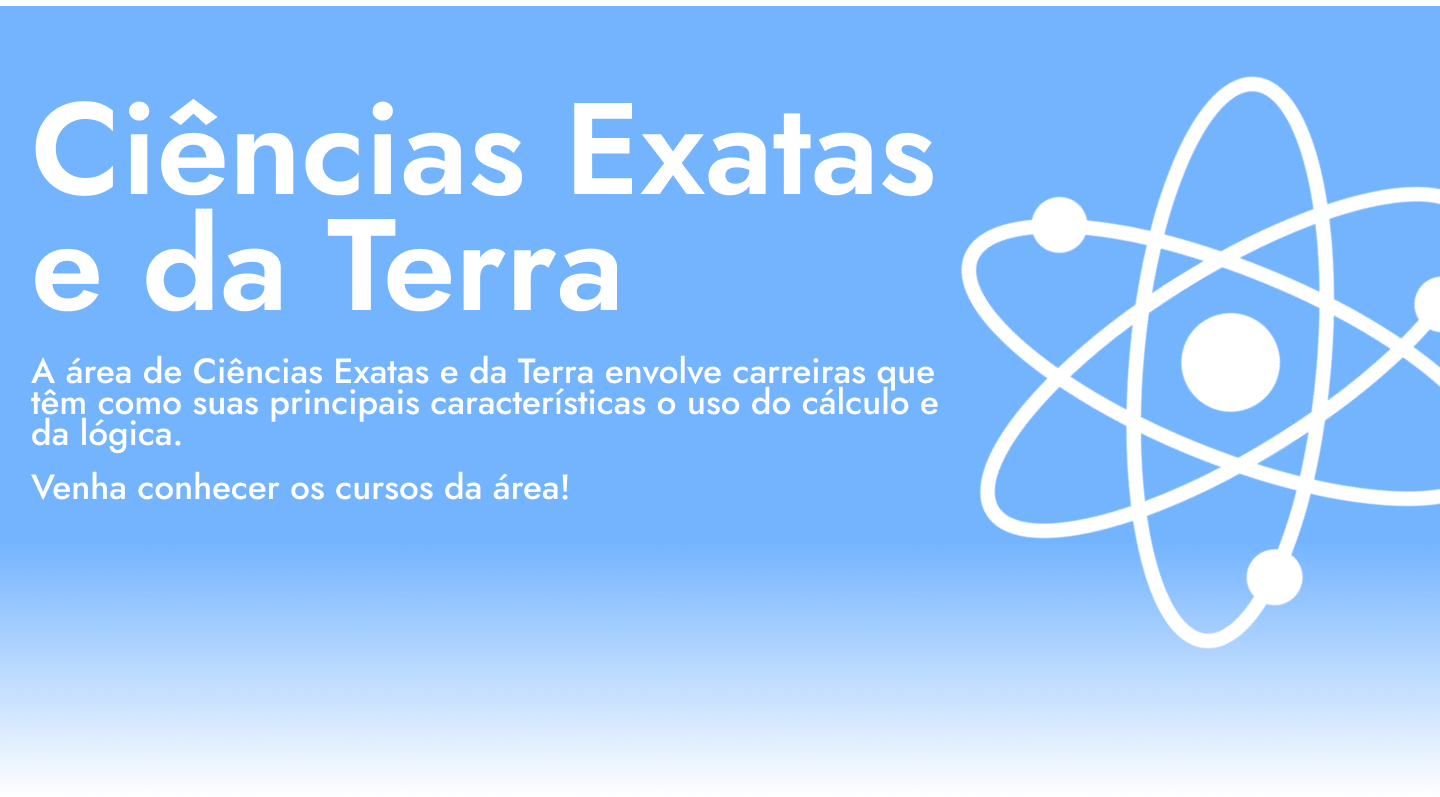 Ciências Exatas
e da Terra
A área de Ciências Exatas e da Terra envolve carreiras que
têm como suas principais características o uso do cálculo e
da lógica.
Venha conhecer os cursos da área!